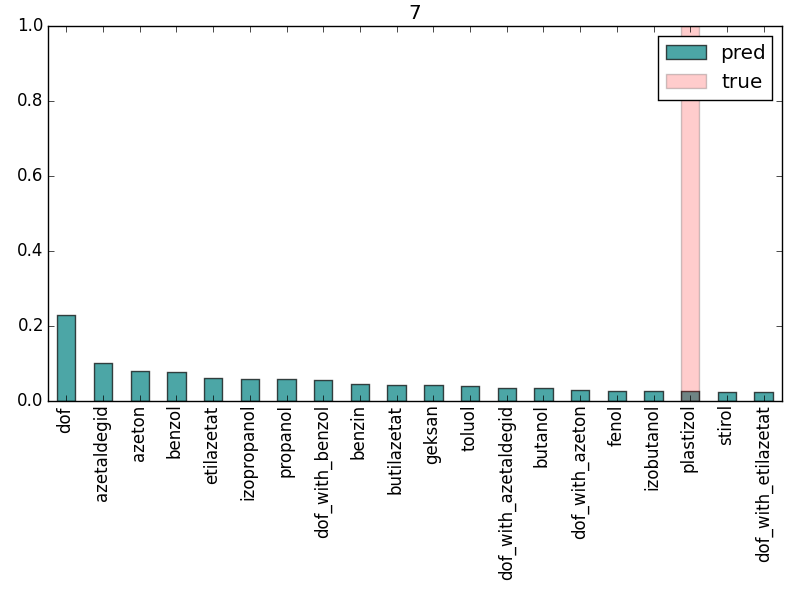 7
1.0
0.8
0.6
0.4
0.2
0.0
pred
true
dof
azetaldegid
azeton
benzol
etilazetat
izopropanol
propanol
dof_with_benzol
benzin
butilazetat
geksan
toluol
dof_with_azetaldegid
butanol
dof_with_azeton
fenol
izobutanol
plastizol
stirol
dof_with_etilazetat